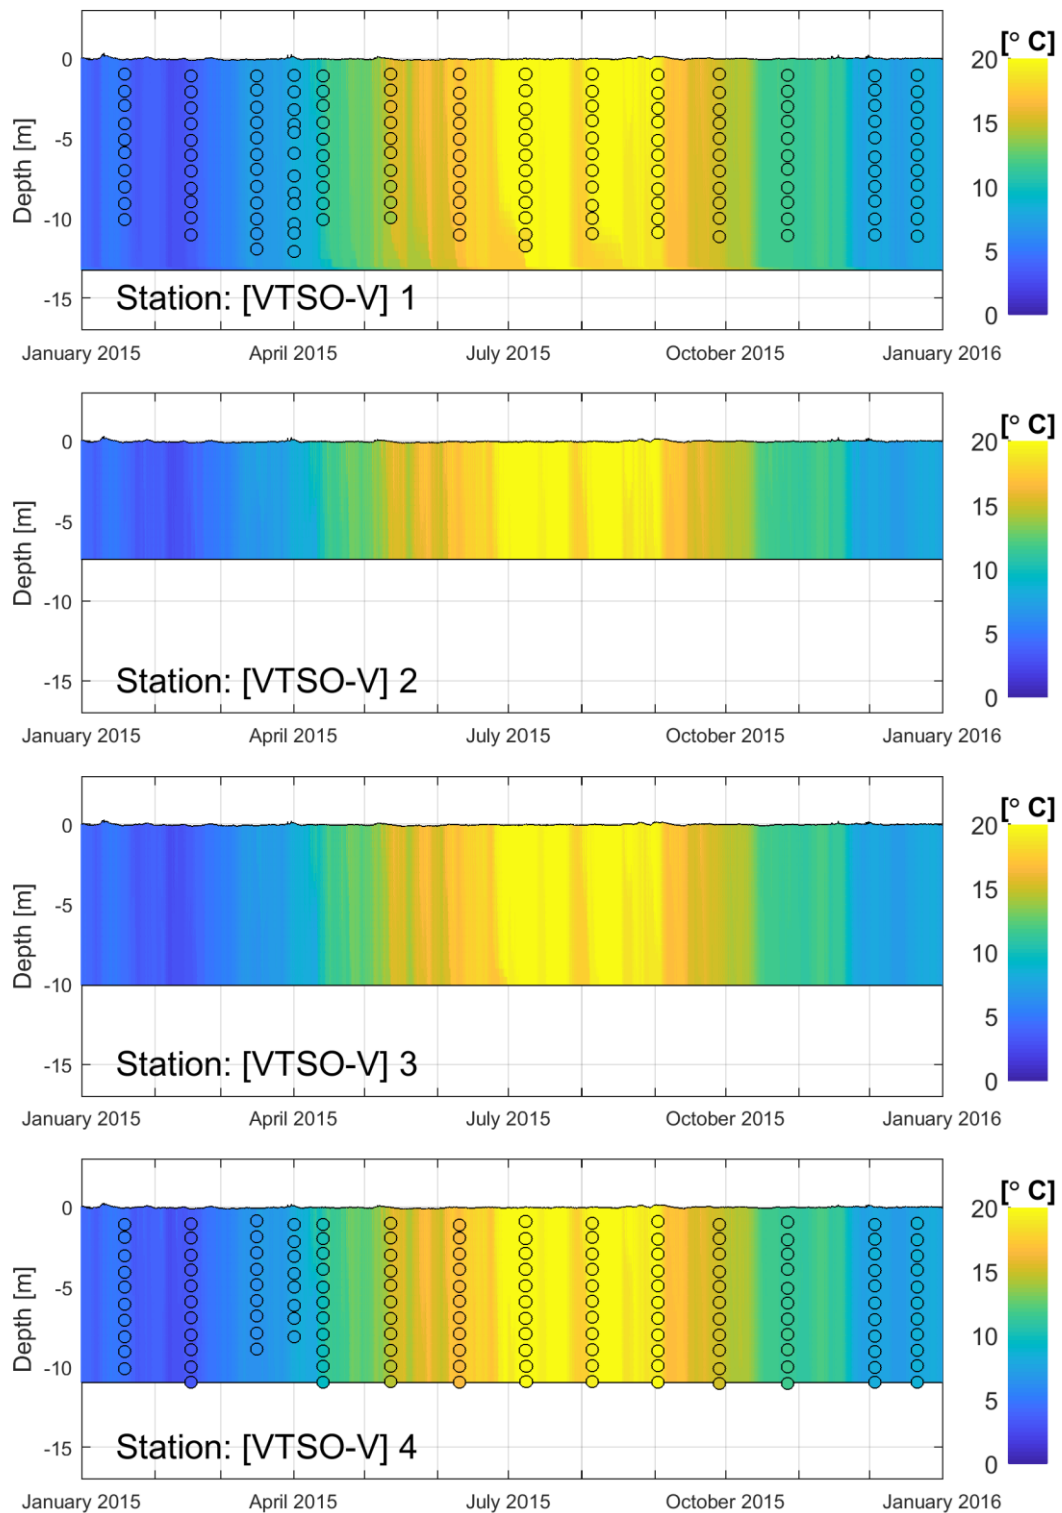 [° C]
0
-5
-10
-15
Depth [m]
20
15
10
5
0
Station: [VTSO-V] 1
January 2015 April 2015 July 2015 October 2015 January 2016
[° C]
0
-5
-10
-15
Depth [m]
20
15
10
5
0
Station: [VTSO-V] 2
January 2015 April 2015 July 2015 October 2015 January 2016
[° C]
0
-5
-10
-15
Depth [m]
20
15
10
5
0
Station: [VTSO-V] 3
January 2015 April 2015 July 2015 October 2015 January 2016
[° C]
0
-5
-10
-15
Depth [m]
20
15
10
5
0
Station: [VTSO-V] 4
January 2015 April 2015 July 2015 October 2015 January 2016